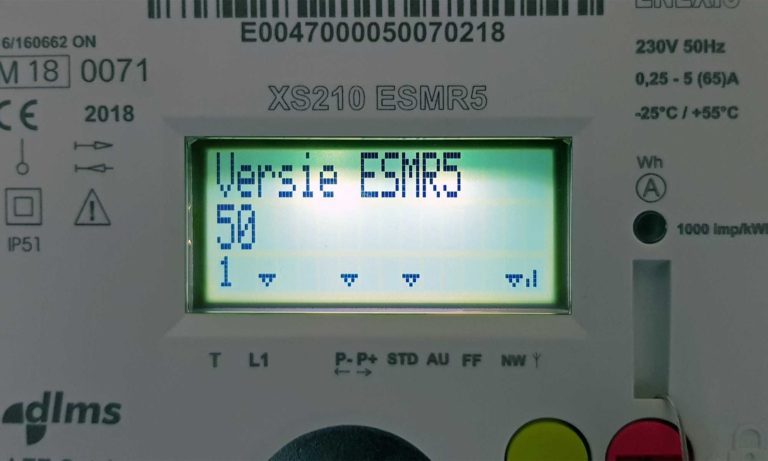 E0047000050070218
6/160662 ON
M 18 0071
CE 2018
IP51
XS210 ESMR5
Versie ESMR5
50
1
T L1 P- P+ STD AU FF NW
← →
230V 50Hz
0,25 - 5 (65)A
-25°C / +55°C
Wh
A
1000 imp/kW
dlms